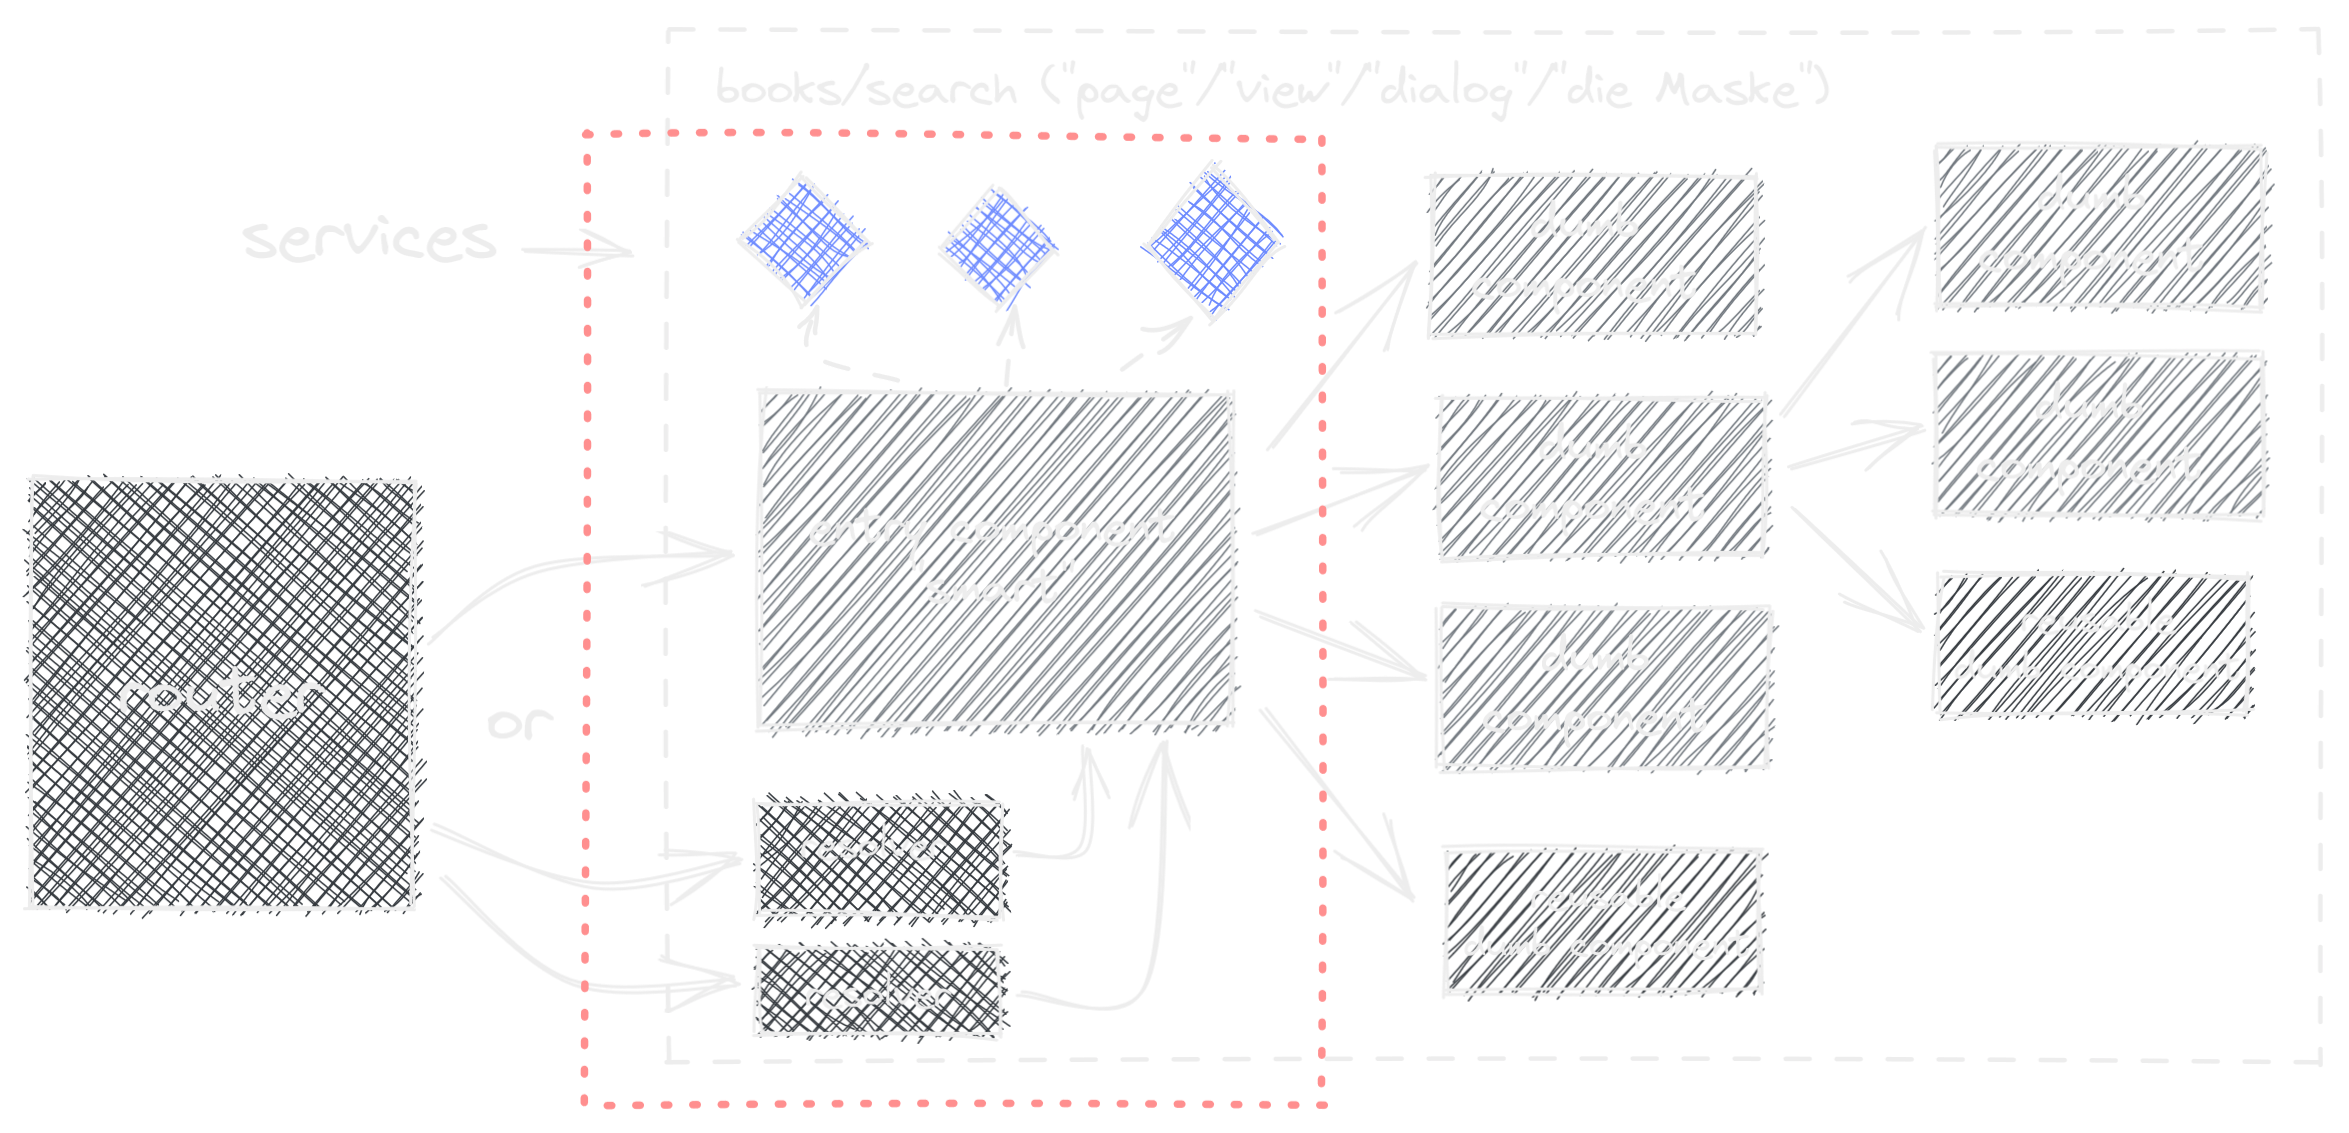 books/search ("page"/"view"/"dialog"/"die Maske")
services
router
or
entry component
"smart"
resolver
resolver
dumb
component
dumb
component
dumb
component
reusable
dumb component
dumb
component
dumb
component
reusable
dumb component